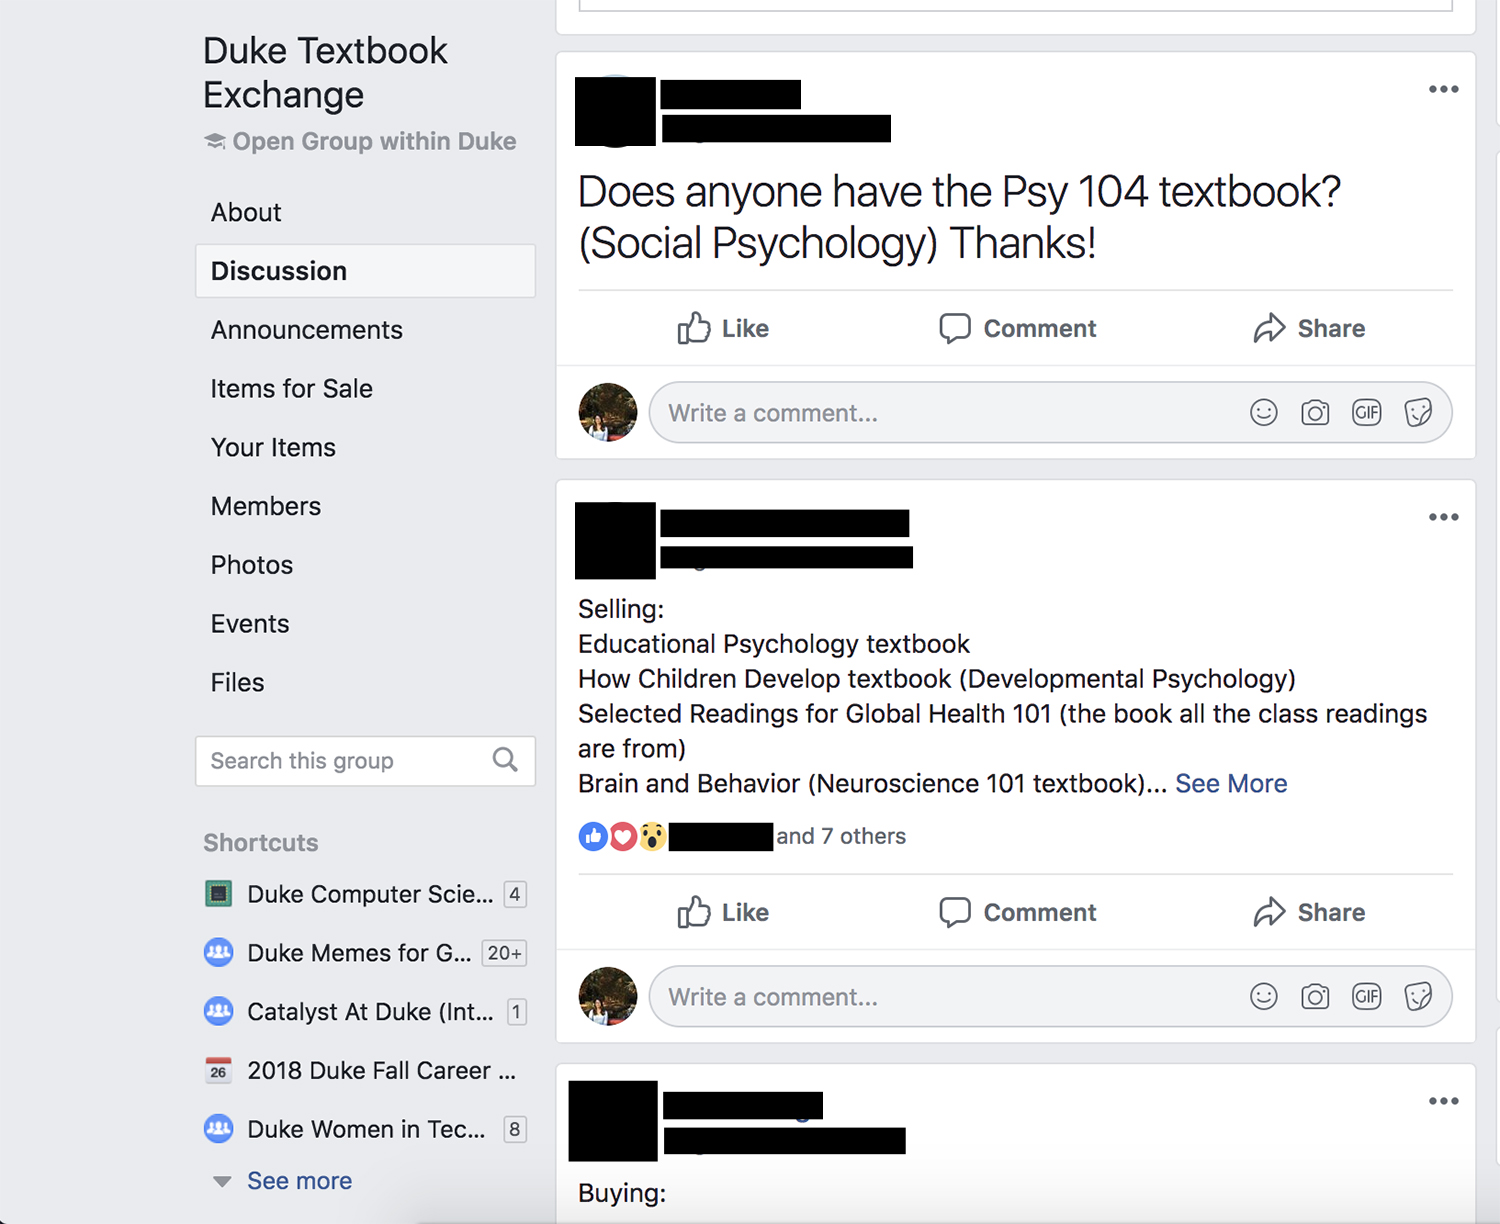 Duke Textbook
Exchange
Open Group within Duke
About
Discussion
Announcements
Items for Sale
Your Items
Members
Photos
Events
Files
Search this group
Shortcuts
Duke Computer Scie... 4
Duke Memes for G... 20+
Catalyst At Duke (Int... 1
26 2018 Duke Fall Career ...
Duke Women in Tec... 8
See more
Does anyone have the Psy 104 textbook?
(Social Psychology) Thanks!
Like Comment Share
Write a comment... GIF
Selling:
Educational Psychology textbook
How Children Develop textbook (Developmental Psychology)
Selected Readings for Global Health 101 (the book all the class readings
are from)
Brain and Behavior (Neuroscience 101 textbook)... See More
and 7 others
Like Comment Share
Write a comment... GIF
Buying: